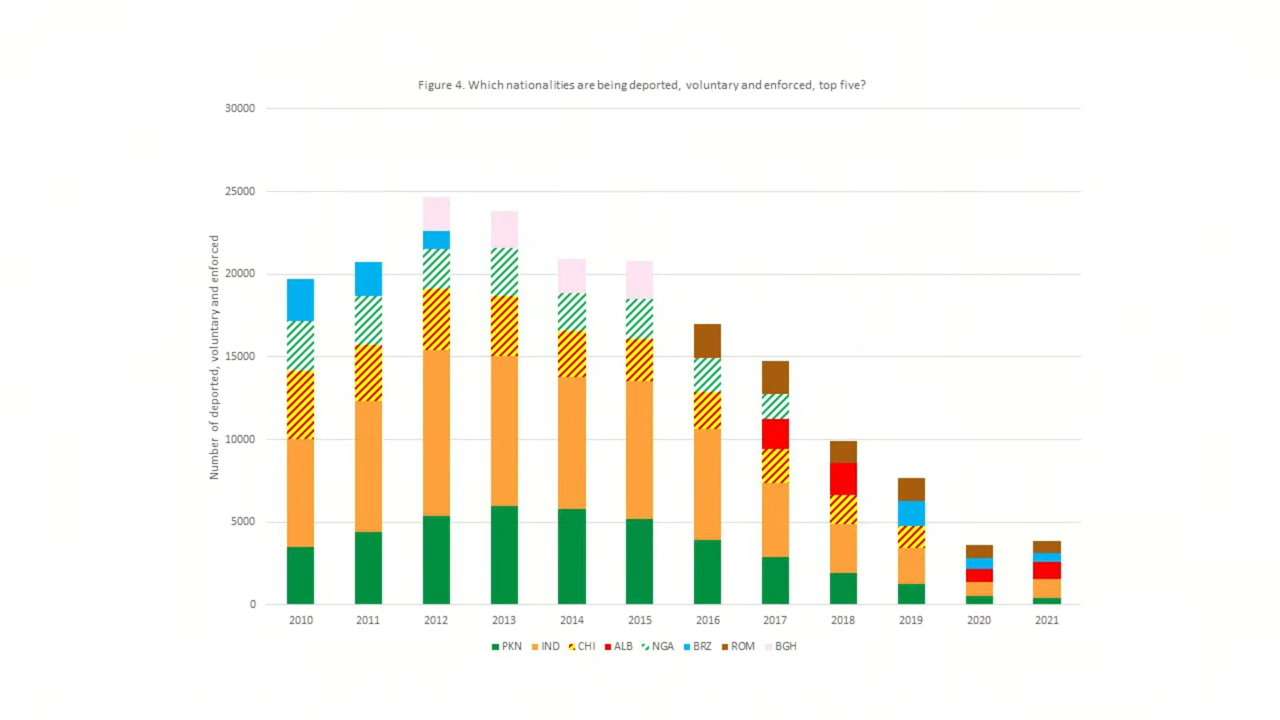 Figure 4. Which nationalities are being deported, voluntary and enforced, top five?
30000
25000
20000
15000
10000
5000
0
Number of deported, voluntary and enforced
2010 2011 2012 2013 2014 2015 2016 2017 2018 2019 2020 2021
PKN IND CHI ALB NGA BRZ ROM BGH